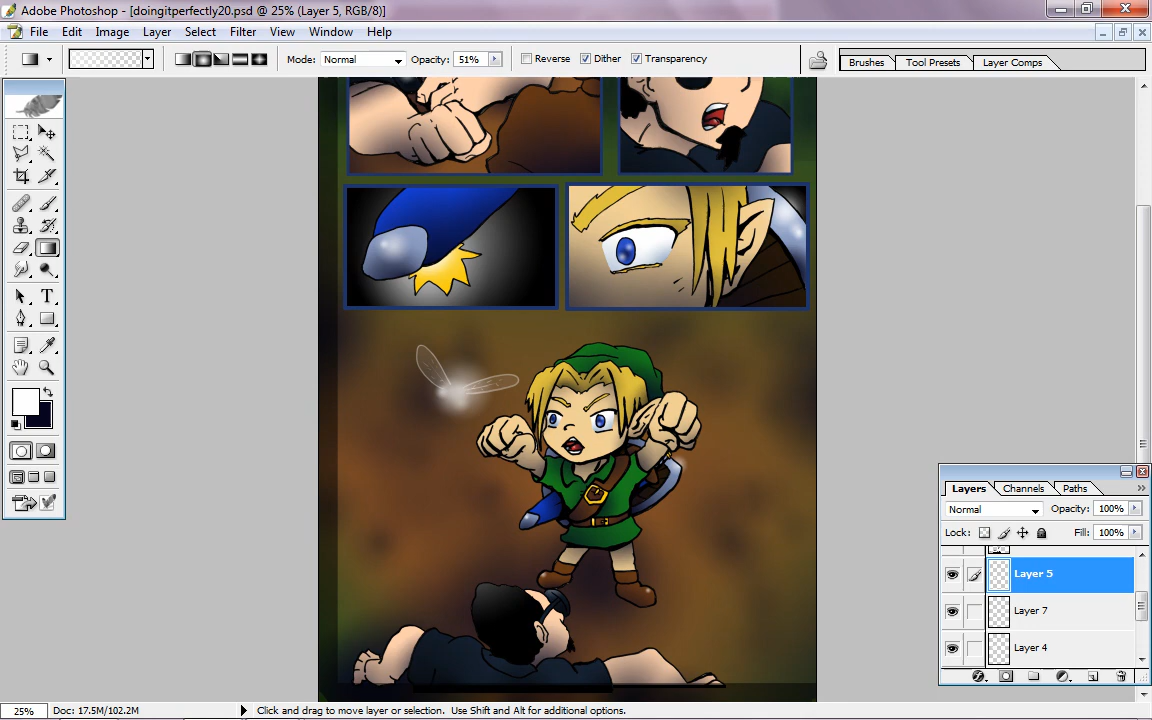 Adobe Photoshop - [doingitperfectly20.psd @ 25% (Layer 5, RGB/8)]
File Edit Image Layer Select Filter View Window Help
Mode: Normal Opacity: 51% Reverse Dither Transparency Brushes Tool Presets Layer Comps
T
Layers Channels Paths
Normal Opacity: 100%
Lock: Fill: 100%
Layer 5
Layer 7
Layer 4
25% Doc: 17.5M/102.2M Click and drag to move layer or selection. Use Shift and Alt for additional options.